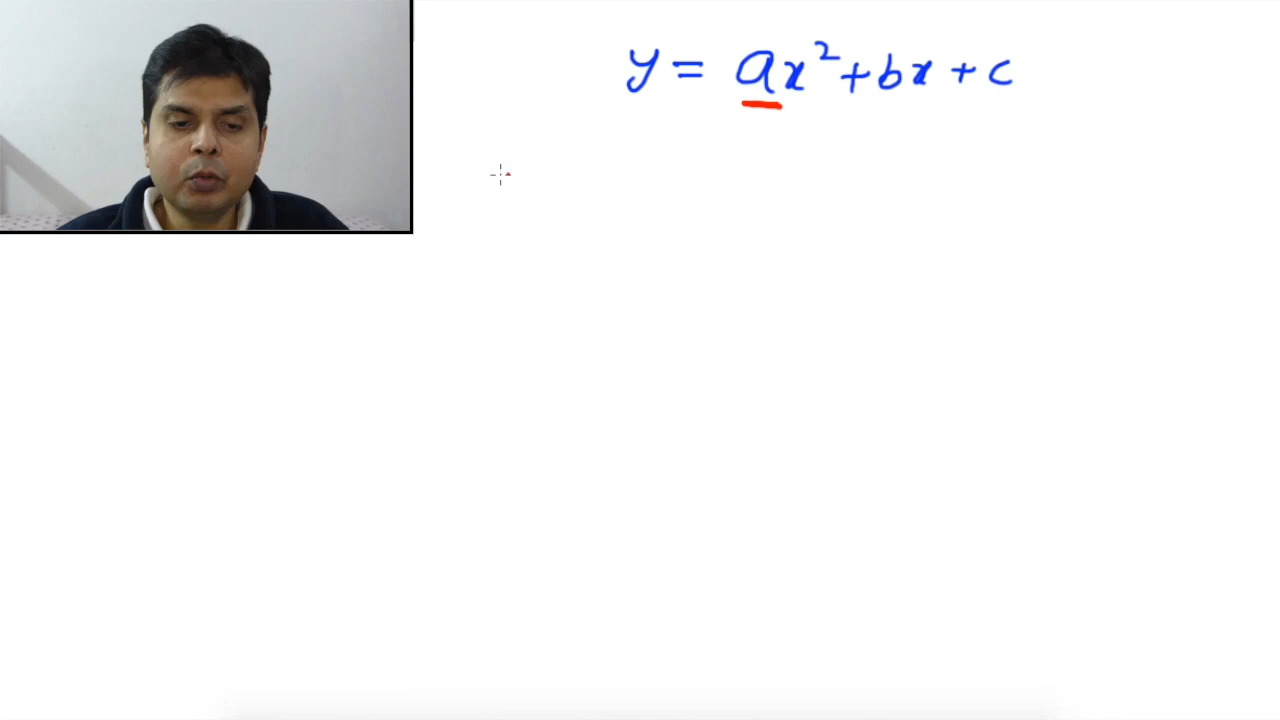 y = ax² + bx + c